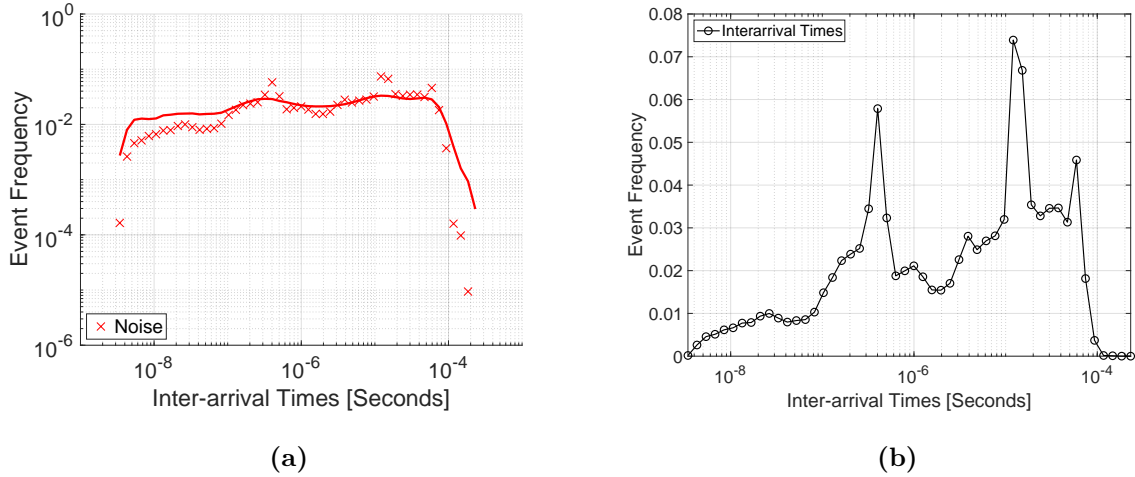 10^0
10^-2
10^-4
10^-6
Event Frequency
× Noise
10^-8
10^-6
10^-4
Inter-arrival Times [Seconds]
(a)
0.08
0.07
0.06
0.05
0.04
0.03
0.02
0.01
0
Event Frequency
Interarrival Times
10^-8
10^-6
10^-4
Inter-arrival Times [Seconds]
(b)